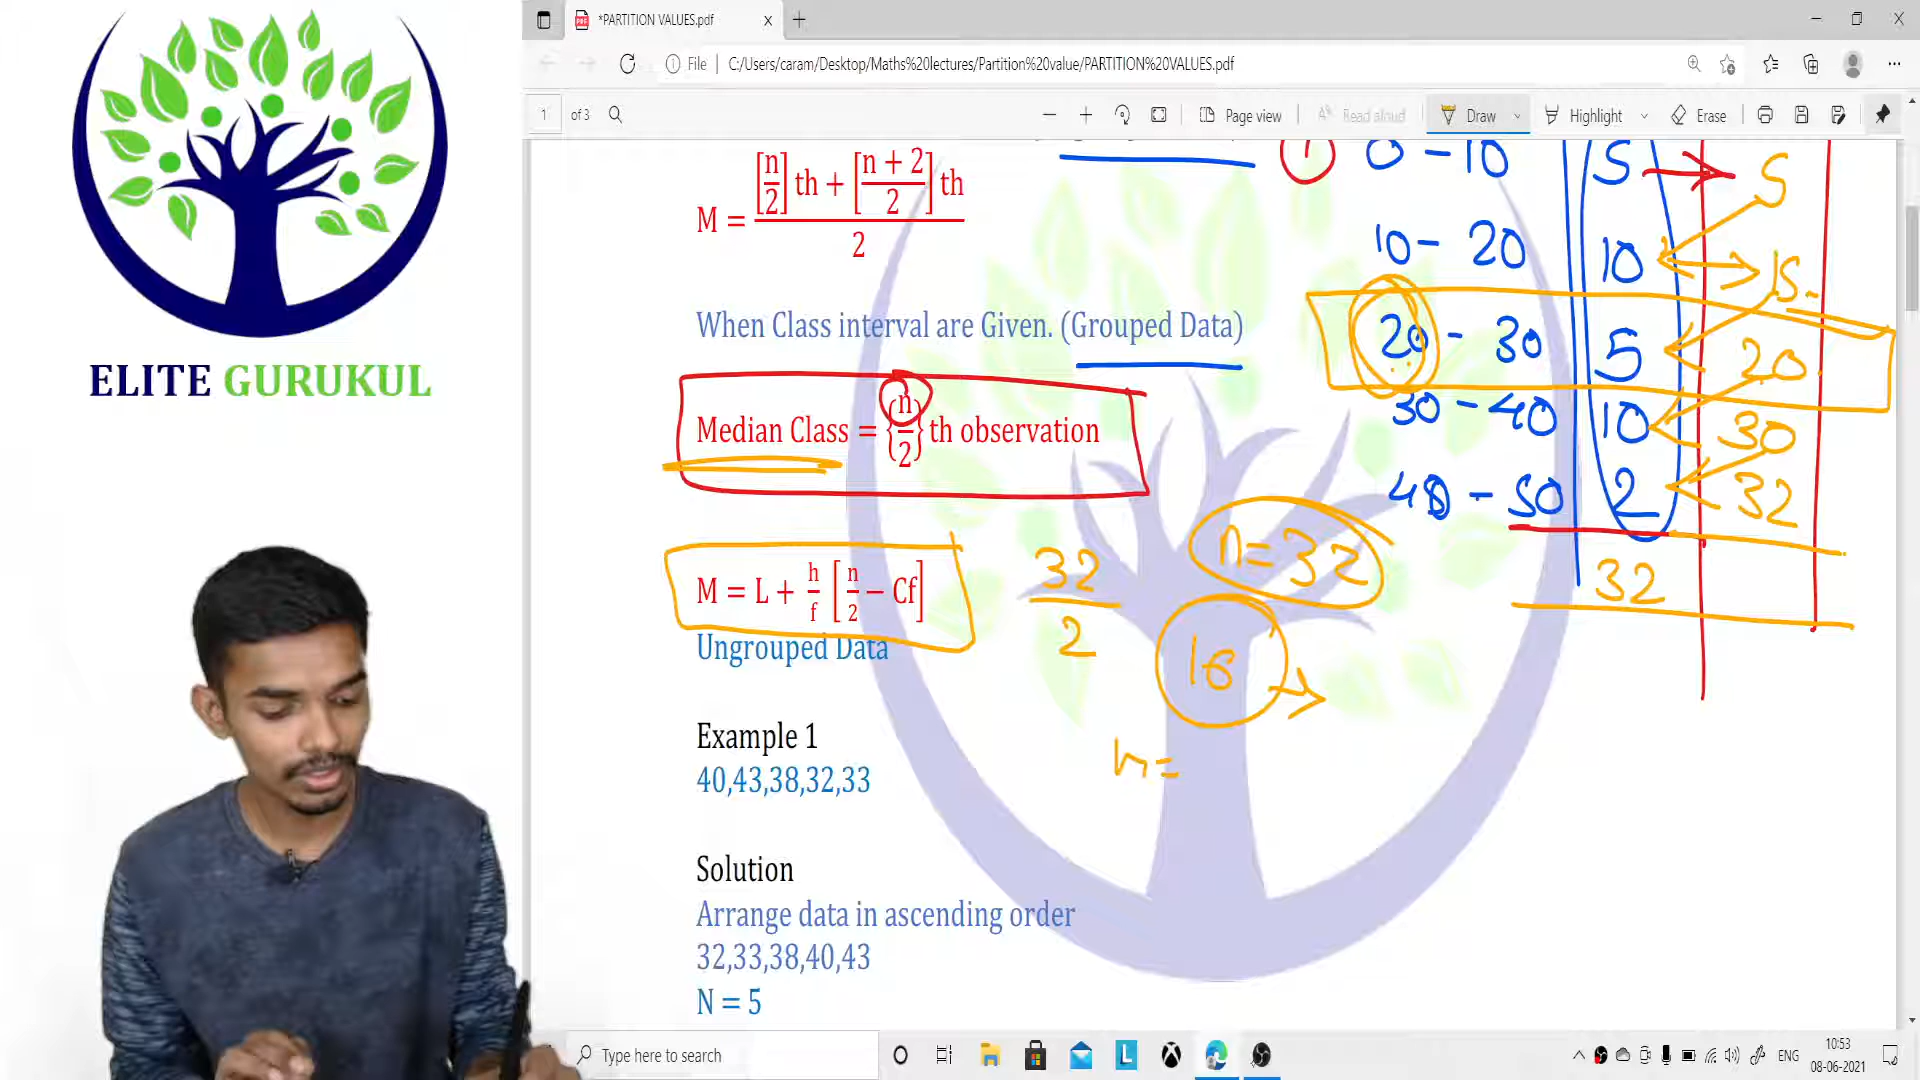 *PARTITION VALUES.pdf
File
C:/Users/caram/Desktop/Maths%20lectures/Partition%20value/PARTITION%20VALUES.pdf
1 of 3
Page view
Read aloud
Draw
Highlight
Erase
ELITE GURUKUL
M = [n/2] th + [n + 2/2] th / 2
When Class interval are Given. (Grouped Data)
Median Class = {n/2} th observation
M = L + h/f [n/2 − Cf]
Ungrouped Data
Example 1
40,43,38,32,33
Solution
Arrange data in ascending order
32,33,38,40,43
N = 5
1 0 - 10 5 5
10 - 20 10 15
20 - 30 5 20
30 - 40 10 30
40 - 50 2 32
32
n = 32
32/2
16
h =
Type here to search
ENG
10:53
08-06-2021